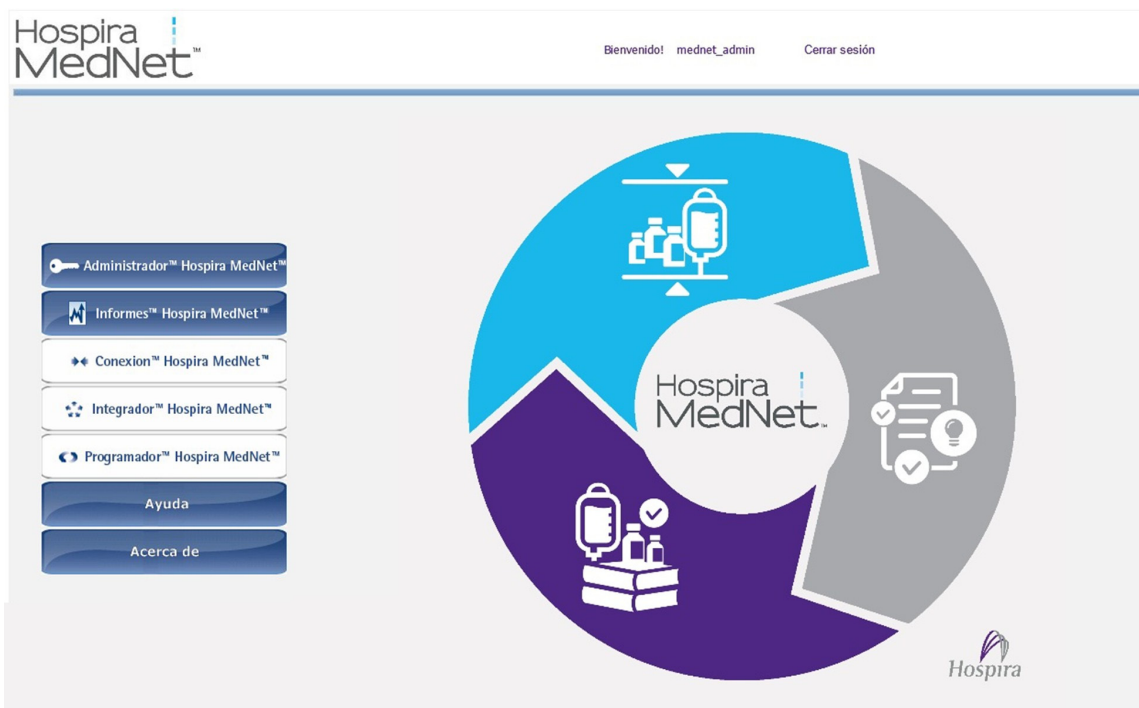 Hospira
MedNet™
Bienvenido! mednet_admin Cerrar sesión
Administrador™ Hospira MedNet™
Informes™ Hospira MedNet™
Conexion™ Hospira MedNet™
Integrador™ Hospira MedNet™
Programador™ Hospira MedNet™
Ayuda
Acerca de
Hospira
MedNet™
Hospira